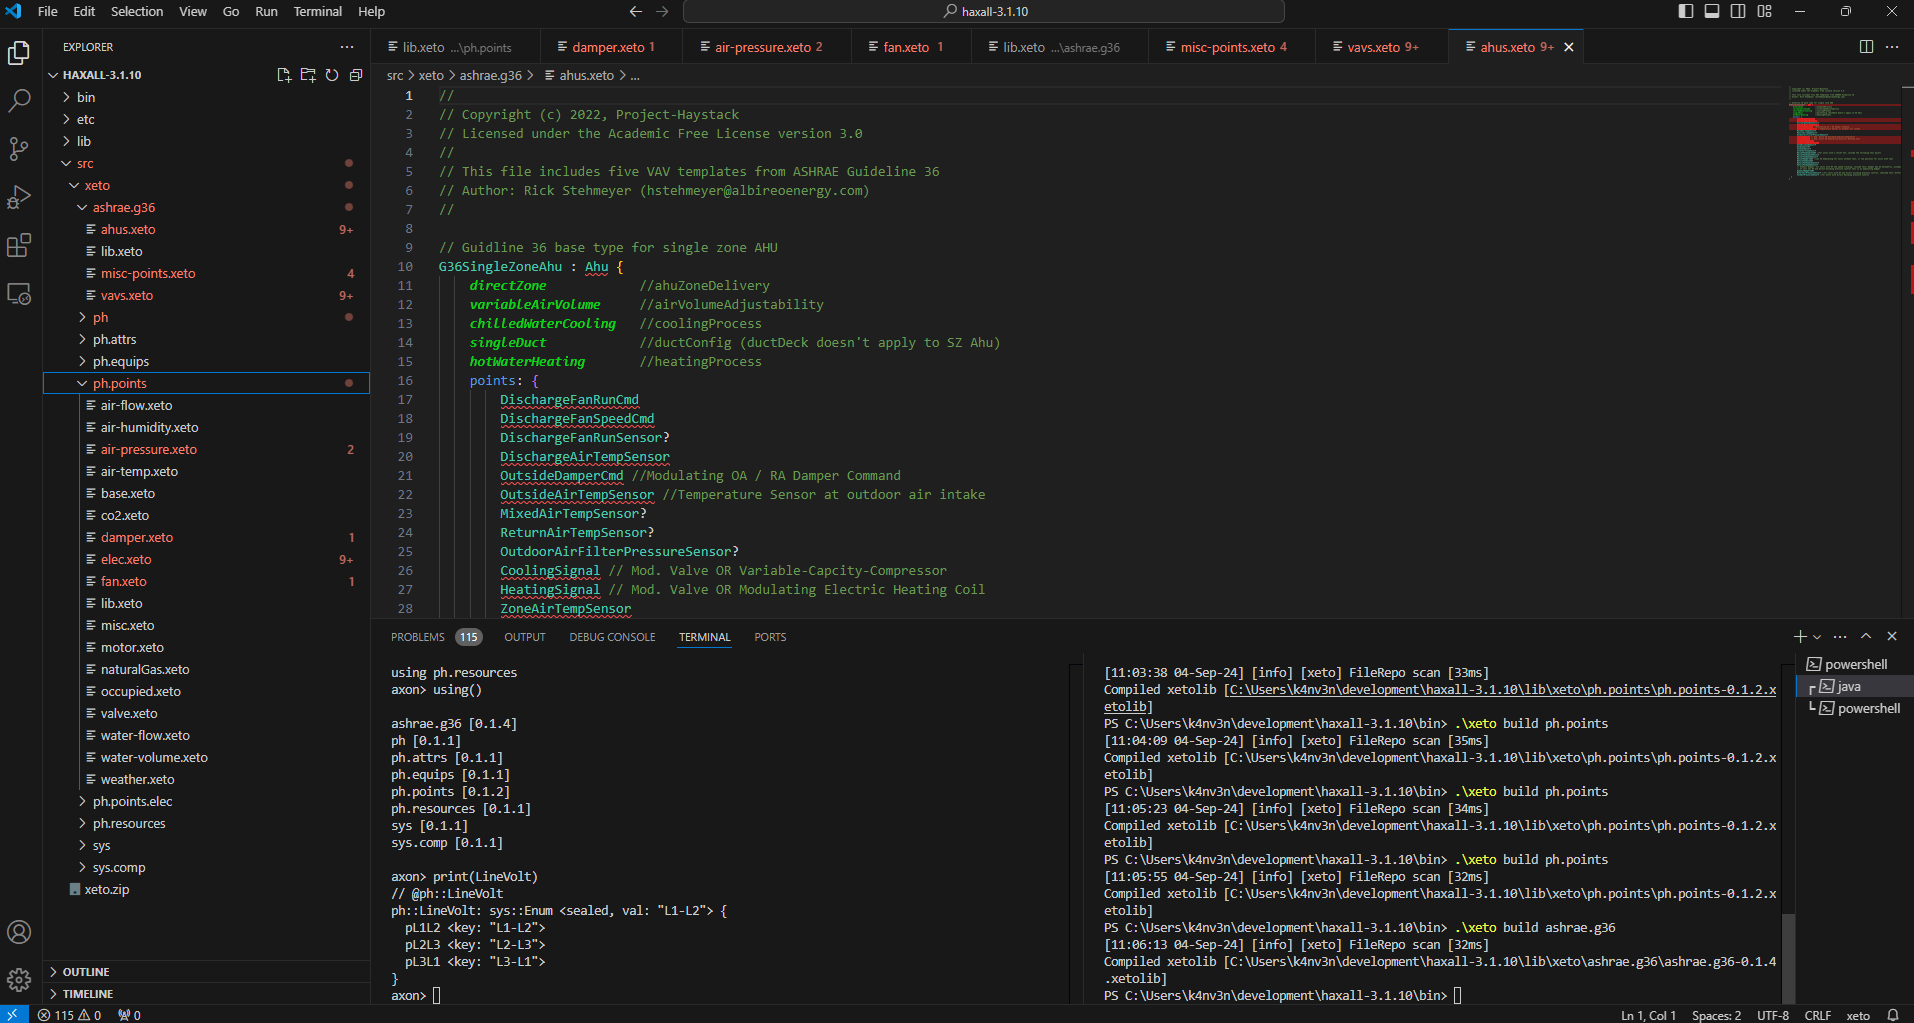 File Edit Selection View Go Run Terminal Help
haxall-3.1.10
EXPLORER
HAXALL-3.1.10
bin
etc
lib
src
xeto
ashrae.g36
ahus.xeto 9+
lib.xeto
misc-points.xeto 4
vavs.xeto 9+
ph
ph.attrs
ph.equips
ph.points
air-flow.xeto
air-humidity.xeto
air-pressure.xeto 2
air-temp.xeto
base.xeto
co2.xeto
damper.xeto 1
elec.xeto 9+
fan.xeto 1
lib.xeto
misc.xeto
motor.xeto
naturalGas.xeto
occupied.xeto
valve.xeto
water-flow.xeto
water-volume.xeto
weather.xeto
ph.points.elec
ph.resources
sys
sys.comp
xeto.zip
OUTLINE
TIMELINE
lib.xeto ...\ph.points
damper.xeto 1
air-pressure.xeto 2
fan.xeto 1
lib.xeto ...\ashrae.g36
misc-points.xeto 4
vavs.xeto 9+
ahus.xeto 9+
src > xeto > ashrae.g36 > ahus.xeto > ...
1 //
2 // Copyright (c) 2022, Project-Haystack
3 // Licensed under the Academic Free License version 3.0
4 //
5 // This file includes five VAV templates from ASHRAE Guideline 36
6 // Author: Rick Stehmeyer (hstehmeyer@albireoenergy.com)
7 //
8
9 // Guidline 36 base type for single zone AHU
10 G36SingleZoneAhu : Ahu {
11 directZone //ahuZoneDelivery
12 variableAirVolume //airVolumeAdjustability
13 chilledWaterCooling //coolingProcess
14 singleDuct //ductConfig (ductDeck doesn't apply to SZ Ahu)
15 hotWaterHeating //heatingProcess
16 points: {
17 DischargeFanRunCmd
18 DischargeFanSpeedCmd
19 DischargeFanRunSensor?
20 DischargeAirTempSensor
21 OutsideDamperCmd //Modulating OA / RA Damper Command
22 OutsideAirTempSensor //Temperature Sensor at outdoor air intake
23 MixedAirTempSensor?
24 ReturnAirTempSensor?
25 OutdoorAirFilterPressureSensor?
26 CoolingSignal // Mod. Valve OR Variable-Capcity-Compressor
27 HeatingSignal // Mod. Valve OR Modulating Electric Heating Coil
28 ZoneAirTempSensor
PROBLEMS 115 OUTPUT DEBUG CONSOLE TERMINAL PORTS
using ph.resources
axon> using()
ashrae.g36 [0.1.4]
ph [0.1.1]
ph.attrs [0.1.1]
ph.equips [0.1.1]
ph.points [0.1.2]
ph.resources [0.1.1]
sys [0.1.1]
sys.comp [0.1.1]
axon> print(LineVolt)
// @ph::LineVolt
ph::LineVolt: sys::Enum <sealed, val: "L1-L2"> {
pL1L2 <key: "L1-L2">
pL2L3 <key: "L2-L3">
pL3L1 <key: "L3-L1">
}
axon>
[11:03:38 04-Sep-24] [info] [xeto] FileRepo scan [33ms]
Compiled xetolib [C:\Users\k4nv3n\development\haxall-3.1.10\lib\xeto\ph.points\ph.points-0.1.2.x
etolib]
PS C:\Users\k4nv3n\development\haxall-3.1.10\bin> .\xeto build ph.points
[11:04:09 04-Sep-24] [info] [xeto] FileRepo scan [35ms]
Compiled xetolib [C:\Users\k4nv3n\development\haxall-3.1.10\lib\xeto\ph.points\ph.points-0.1.2.x
etolib]
PS C:\Users\k4nv3n\development\haxall-3.1.10\bin> .\xeto build ph.points
[11:05:23 04-Sep-24] [info] [xeto] FileRepo scan [34ms]
Compiled xetolib [C:\Users\k4nv3n\development\haxall-3.1.10\lib\xeto\ph.points\ph.points-0.1.2.x
etolib]
PS C:\Users\k4nv3n\development\haxall-3.1.10\bin> .\xeto build ph.points
[11:05:55 04-Sep-24] [info] [xeto] FileRepo scan [32ms]
Compiled xetolib [C:\Users\k4nv3n\development\haxall-3.1.10\lib\xeto\ph.points\ph.points-0.1.2.x
etolib]
PS C:\Users\k4nv3n\development\haxall-3.1.10\bin> .\xeto build ashrae.g36
[11:06:13 04-Sep-24] [info] [xeto] FileRepo scan [32ms]
Compiled xetolib [C:\Users\k4nv3n\development\haxall-3.1.10\lib\xeto\ashrae.g36\ashrae.g36-0.1.4
.xetolib]
PS C:\Users\k4nv3n\development\haxall-3.1.10\bin>
powershell
java
powershell
115 0 0
Ln 1, Col 1 Spaces: 2 UTF-8 CRLF xeto